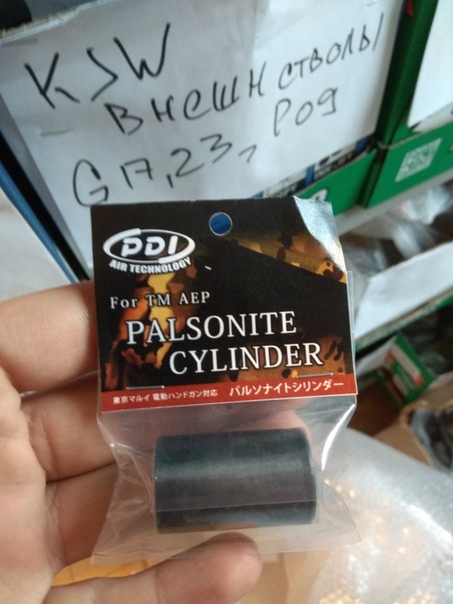 KJW
ВНЕШН СТВОЛЫ
G17, 23, P09
PDI
AIR TECHNOLOGY
For TM AEP
PALSONITE
CYLINDER
東京マルイ 電動ハンドガン対応 パルソナイトシリンダー